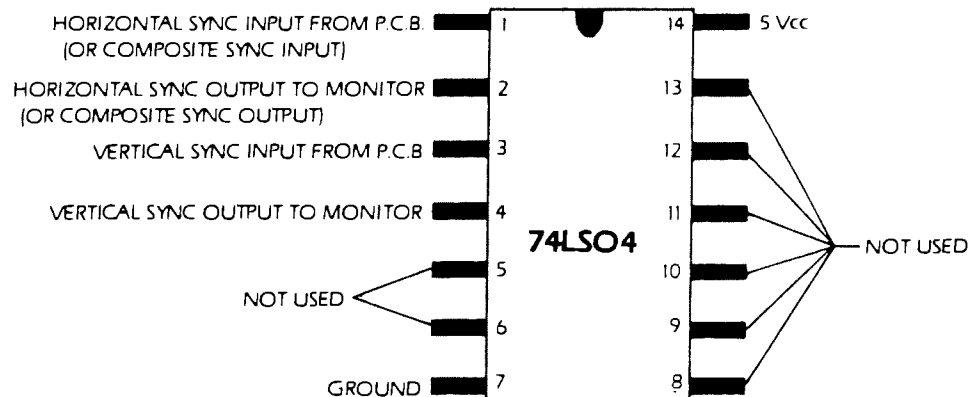 HORIZONTAL SYNC INPUT FROM P.C.B.
(OR COMPOSITE SYNC INPUT)
HORIZONTAL SYNC OUTPUT TO MONITOR
(OR COMPOSITE SYNC OUTPUT)
VERTICAL SYNC INPUT FROM P.C.B
VERTICAL SYNC OUTPUT TO MONITOR
NOT USED
GROUND
1
2
3
4
5
6
7
74LS04
14
13
12
11
10
9
8
5 Vcc
NOT USED